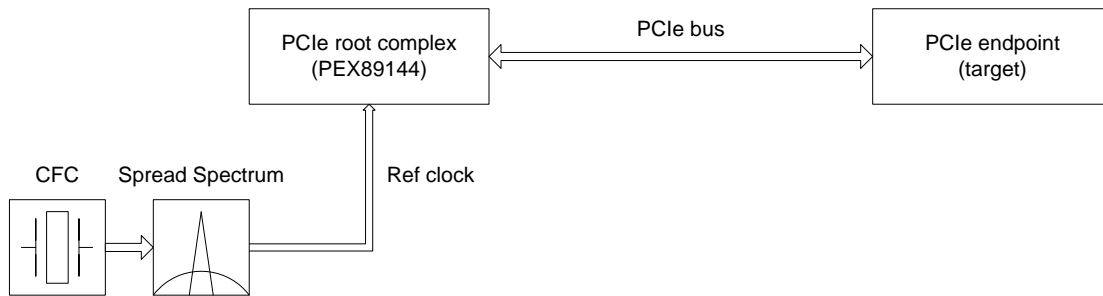 PCIe root complex
(PEX89144)
PCIe bus
PCIe endpoint
(target)
CFC
Spread Spectrum
Ref clock